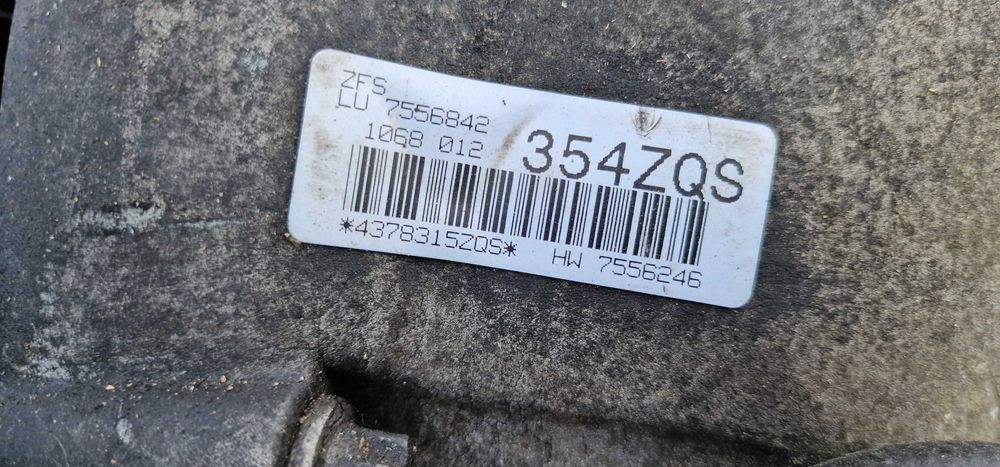 ZFS
LU 7556842
1068 012
354ZQS
*4378315ZQS* HW 7556246